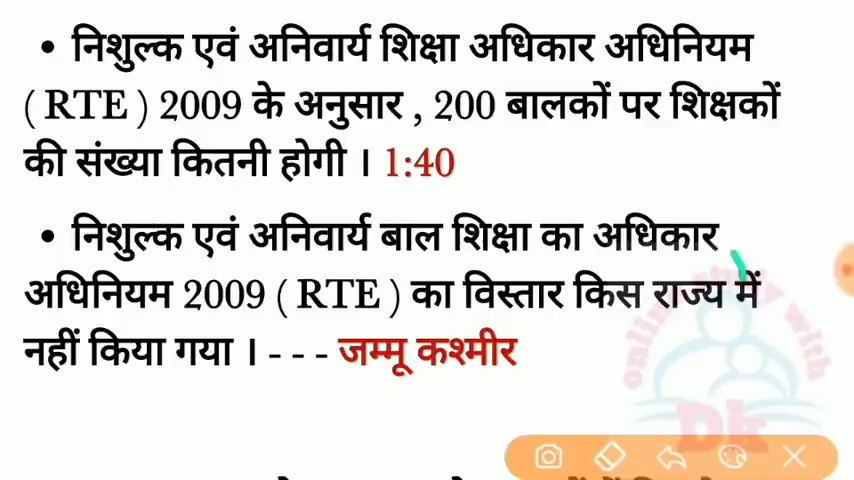 • निशुल्क एवं अनिवार्य शिक्षा अधिकार अधिनियम
( RTE ) 2009 के अनुसार , 200 बालकों पर शिक्षकों
की संख्या कितनी होगी । 1:40
• निशुल्क एवं अनिवार्य बाल शिक्षा का अधिकार
अधिनियम 2009 ( RTE ) का विस्तार किस राज्य में
नहीं किया गया । - - - जम्मू कश्मीर
Dk